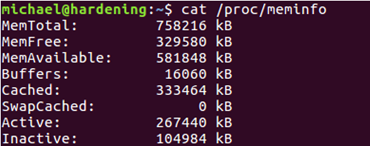 michael@hardening:~$ cat /proc/meminfo
MemTotal:         758216 kB
MemFree:          329580 kB
MemAvailable:     581848 kB
Buffers:           16060 kB
Cached:           333464 kB
SwapCached:            0 kB
Active:           267440 kB
Inactive:         104984 kB